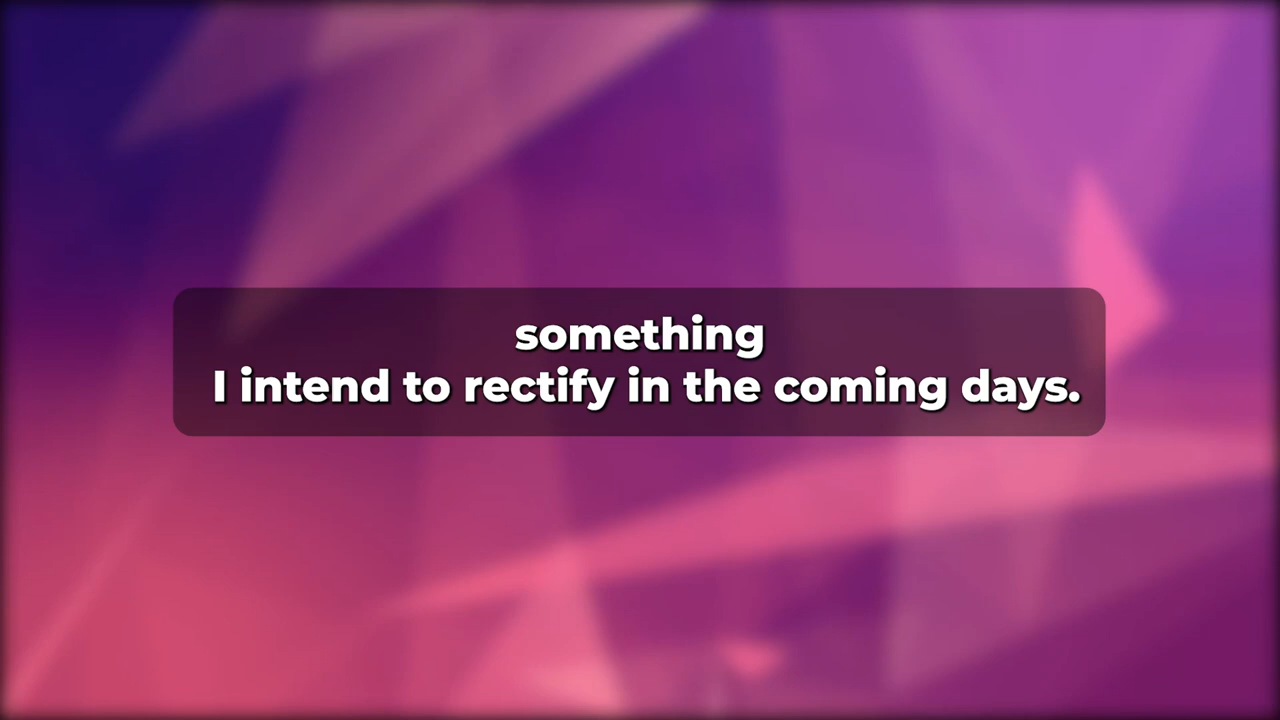 something
I intend to rectify in the coming days.